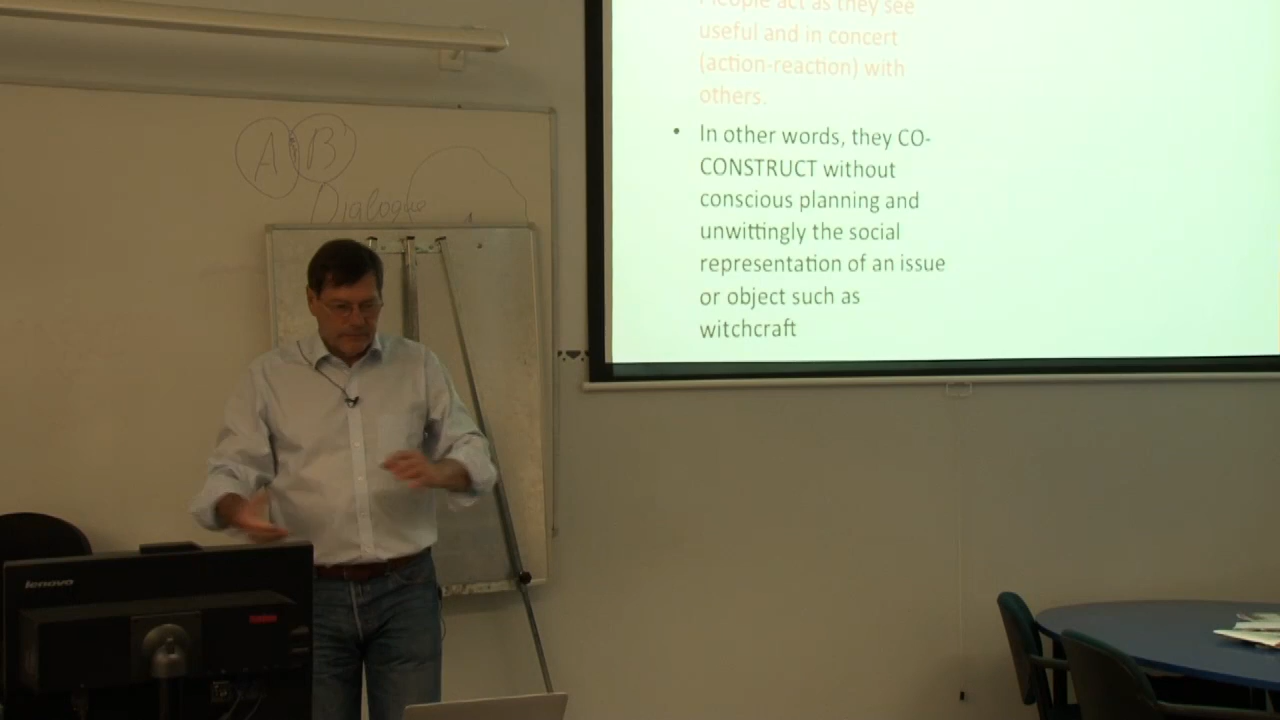 People act as they see
useful and in concert
(action-reaction) with
others.
• In other words, they CO-
CONSTRUCT without
conscious planning and
unwittingly the social
representation of an issue
or object such as
witchcraft
A B
Dialogue
lenovo